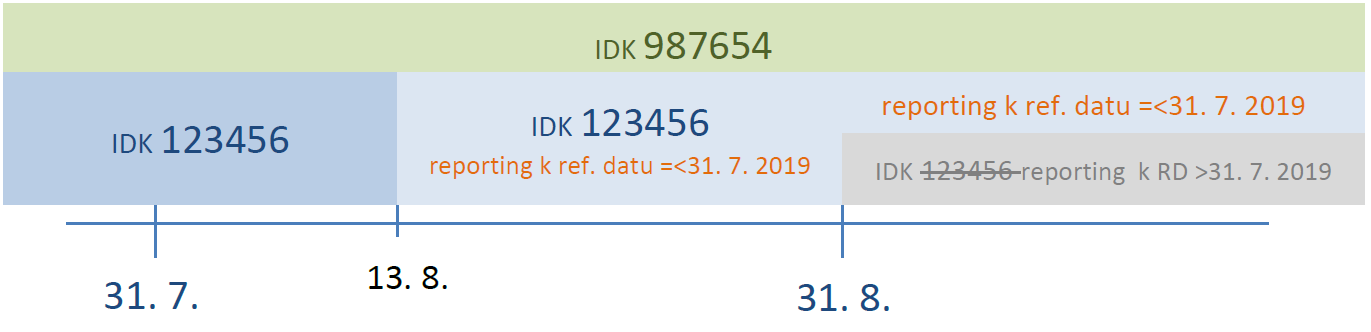 IDK 987654
IDK 123456
IDK 123456
reporting k ref. datu =<31. 7. 2019
reporting k ref. datu =<31. 7. 2019
IDK 123456 reporting k RD >31. 7. 2019
31. 7.
13. 8.
31. 8.